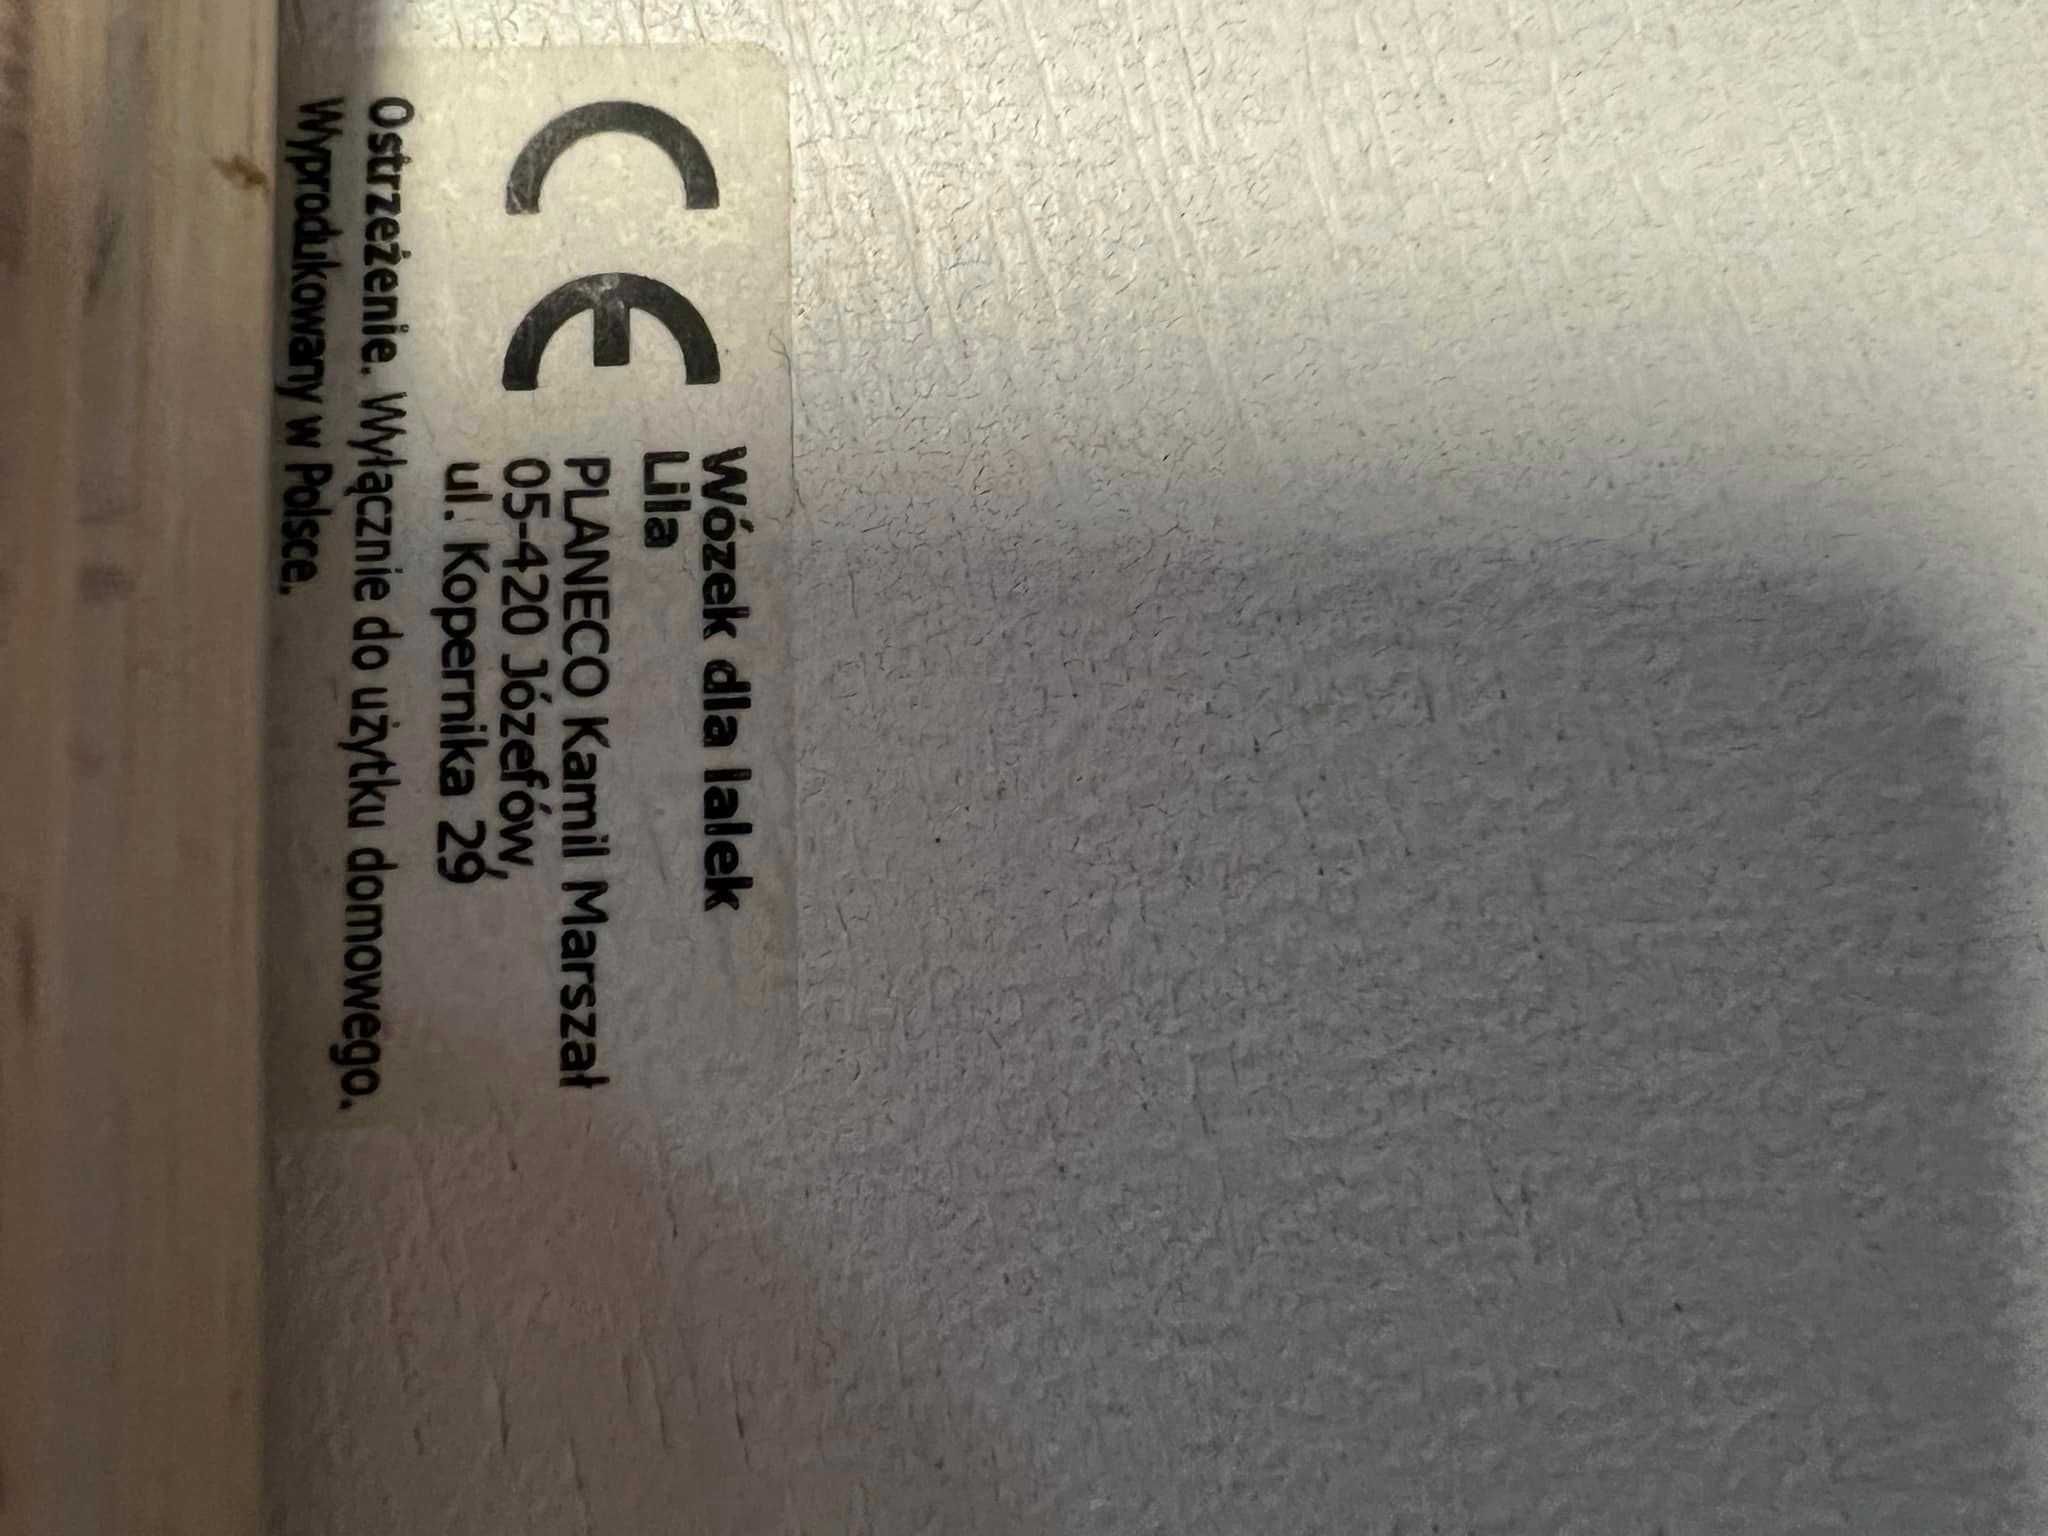 CE
Wózek dla lalek
Lila
PLANECO Kamil Marszał
05-420 Józefów,
ul. Kopernika 29,
Ostrzeżenie. Wyłącznie do użytku domowego.
Wyprodukowany w Polsce.